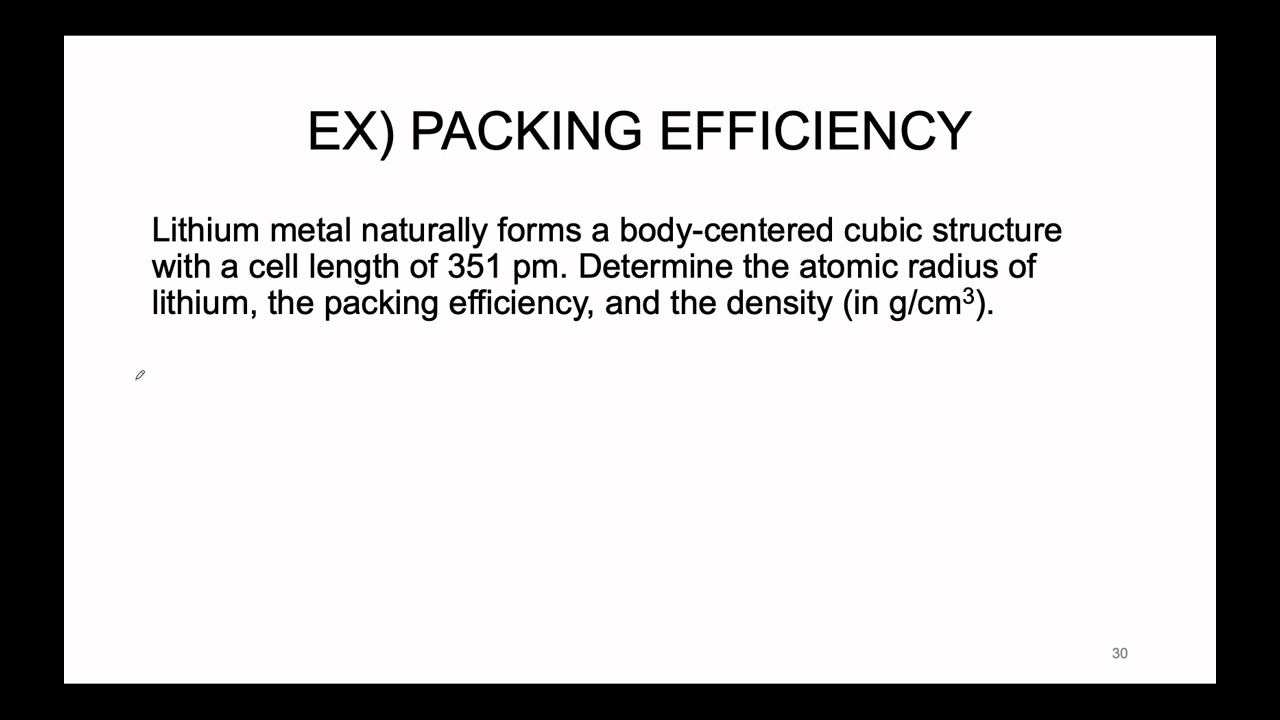 EX) PACKING EFFICIENCY
Lithium metal naturally forms a body-centered cubic structure
with a cell length of 351 pm. Determine the atomic radius of
lithium, the packing efficiency, and the density (in g/cm³).
30